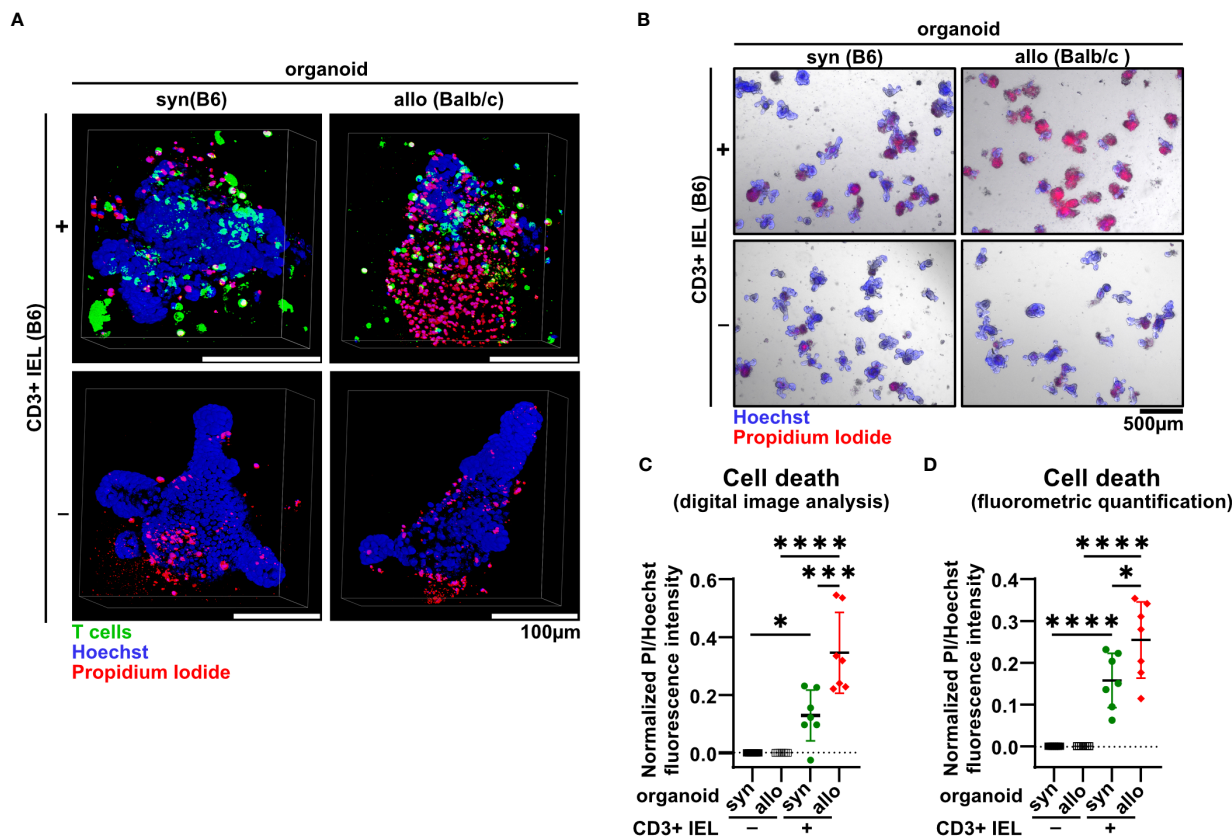 A
organoid
syn(B6)
allo (Balb/c)
CD3+ IEL (B6)
+
–
T cells
Hoechst
Propidium Iodide
100μm
B
organoid
syn (B6)
allo (Balb/c )
CD3+ IEL (B6)
+
–
Hoechst
Propidium Iodide
500μm
C
Cell death
(digital image analysis)
Normalized PI/Hoechst
fluorescence intensity
0.6
0.4
0.2
0.0
✱✱✱✱
✱✱✱
✱
organoid
syn
allo
syn
allo
CD3+ IEL
–
+
D
Cell death
(fluorometric quantification)
Normalized PI/Hoechst
fluorescence intensity
0.4
0.3
0.2
0.1
0.0
✱✱✱✱
✱
✱✱✱✱
organoid
syn
allo
syn
allo
CD3+ IEL
–
+